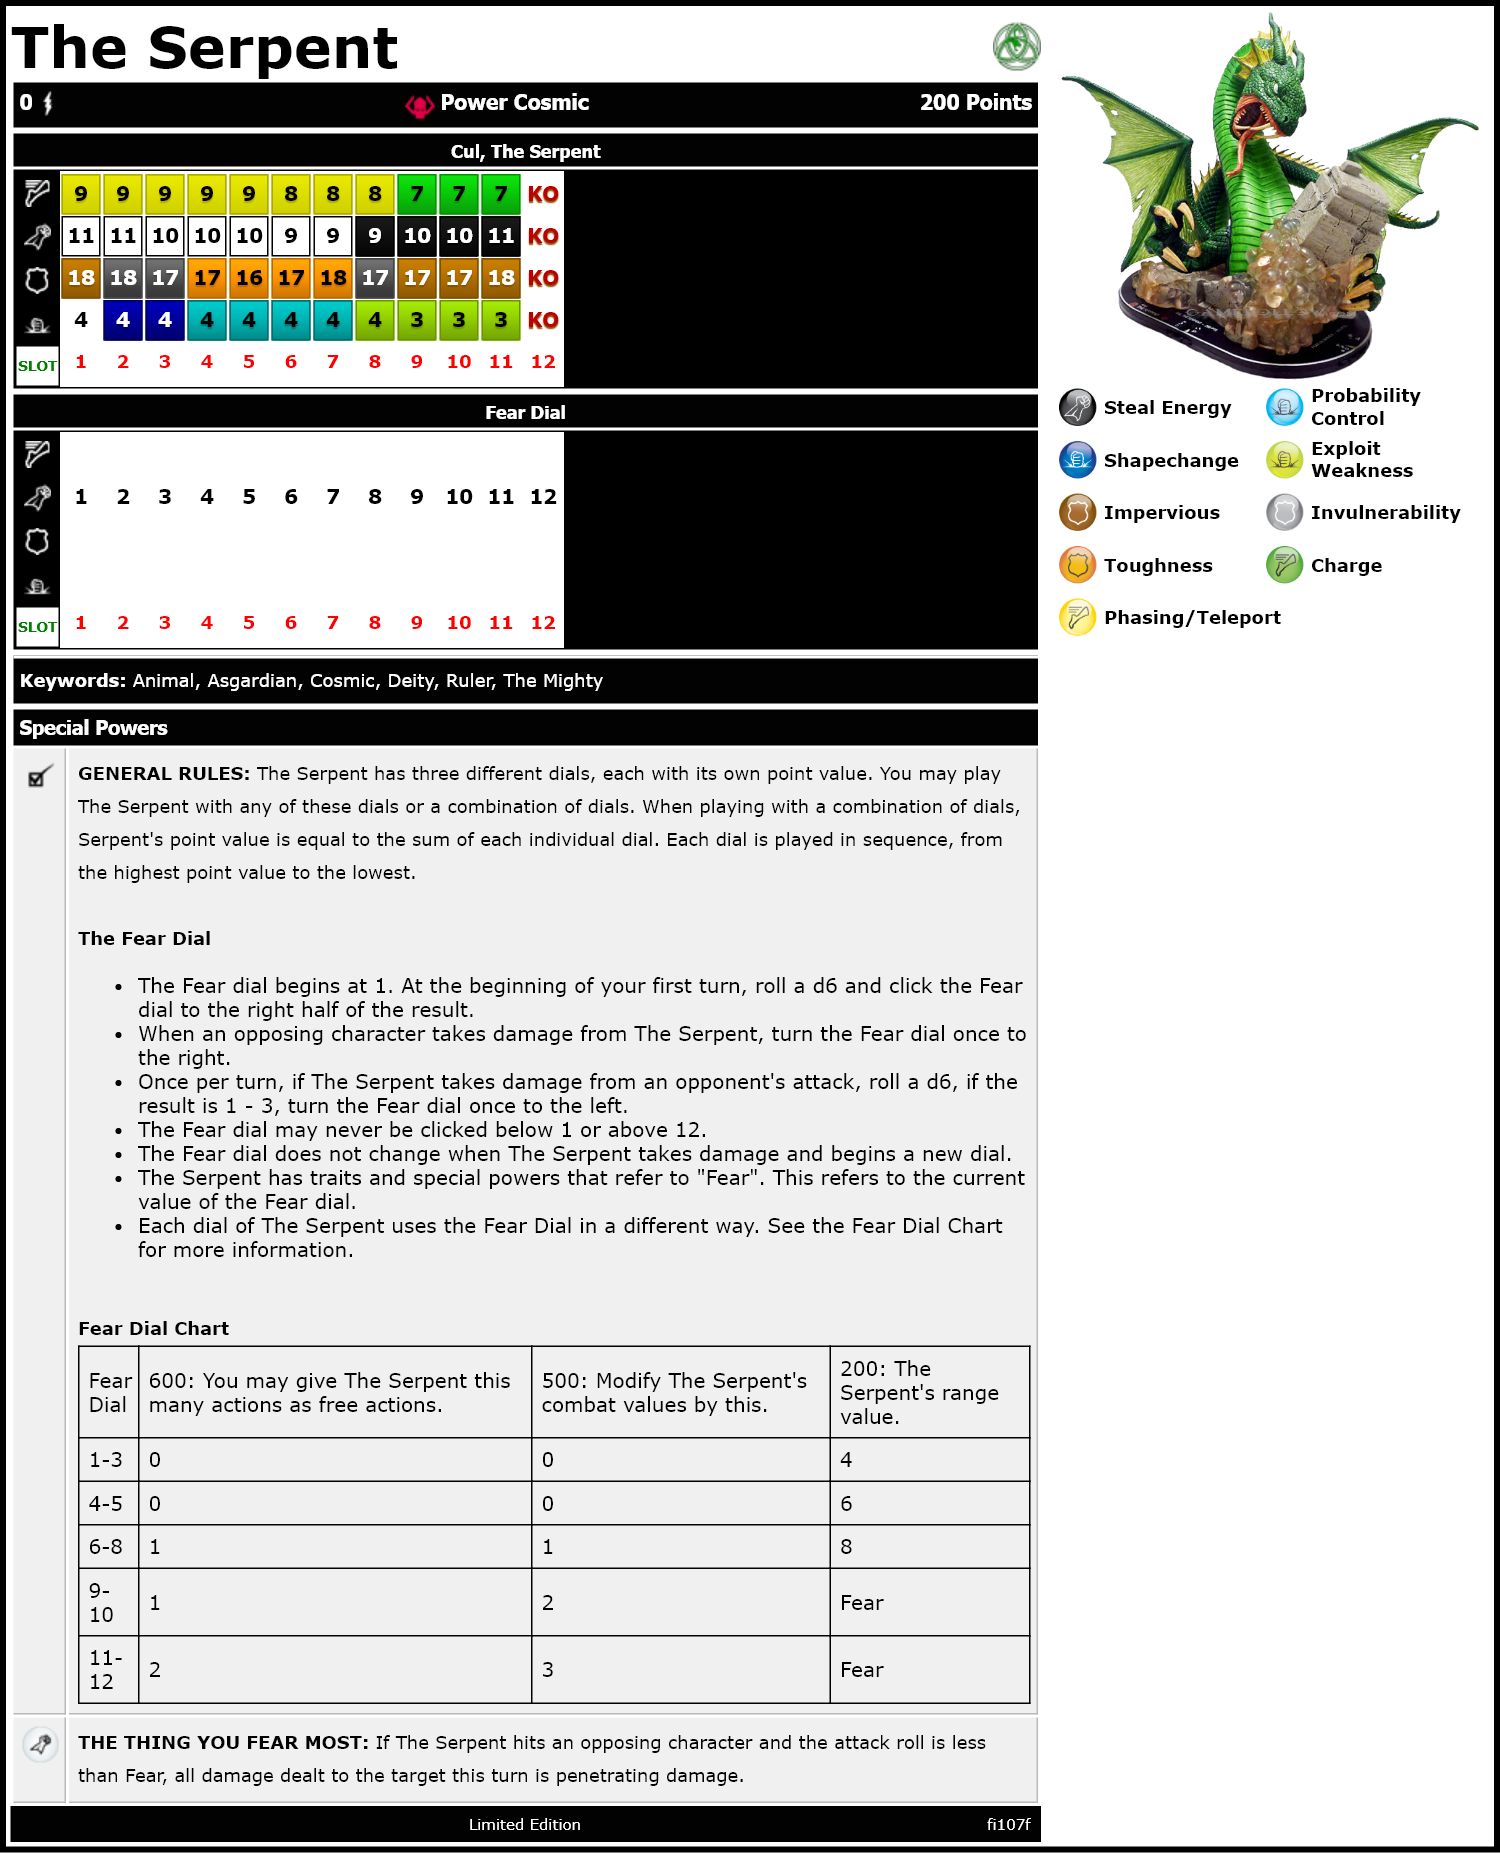 The Serpent
0 Power Cosmic 200 Points
Cul, The Serpent
9 9 9 9 9 8 8 8 7 7 7 KO
11 11 10 10 10 9 9 9 10 10 11 KO
18 18 17 17 16 17 18 17 17 17 18 KO
4 4 4 4 4 4 4 4 3 3 3 KO
SLOT 1 2 3 4 5 6 7 8 9 10 11 12
Fear Dial
1 2 3 4 5 6 7 8 9 10 11 12
SLOT 1 2 3 4 5 6 7 8 9 10 11 12
Keywords: Animal, Asgardian, Cosmic, Deity, Ruler, The Mighty
Special Powers
GENERAL RULES: The Serpent has three different dials, each with its own point value. You may play
The Serpent with any of these dials or a combination of dials. When playing with a combination of dials,
Serpent's point value is equal to the sum of each individual dial. Each dial is played in sequence, from
the highest point value to the lowest.
The Fear Dial
• The Fear dial begins at 1. At the beginning of your first turn, roll a d6 and click the Fear
dial to the right half of the result.
• When an opposing character takes damage from The Serpent, turn the Fear dial once to
the right.
• Once per turn, if The Serpent takes damage from an opponent's attack, roll a d6, if the
result is 1 - 3, turn the Fear dial once to the left.
• The Fear dial may never be clicked below 1 or above 12.
• The Fear dial does not change when The Serpent takes damage and begins a new dial.
• The Serpent has traits and special powers that refer to "Fear". This refers to the current
value of the Fear dial.
• Each dial of The Serpent uses the Fear Dial in a different way. See the Fear Dial Chart
for more information.
Fear Dial Chart
Fear Dial
600: You may give The Serpent this
many actions as free actions.
500: Modify The Serpent's
combat values by this.
200: The
Serpent's range
value.
1-3 0 0 4
4-5 0 0 6
6-8 1 1 8
9-10 1 2 Fear
11-12 2 3 Fear
THE THING YOU FEAR MOST: If The Serpent hits an opposing character and the attack roll is less
than Fear, all damage dealt to the target this turn is penetrating damage.
Limited Edition fi107f
Steal Energy
Probability
Control
Shapechange
Exploit
Weakness
Impervious
Invulnerability
Toughness
Charge
Phasing/Teleport